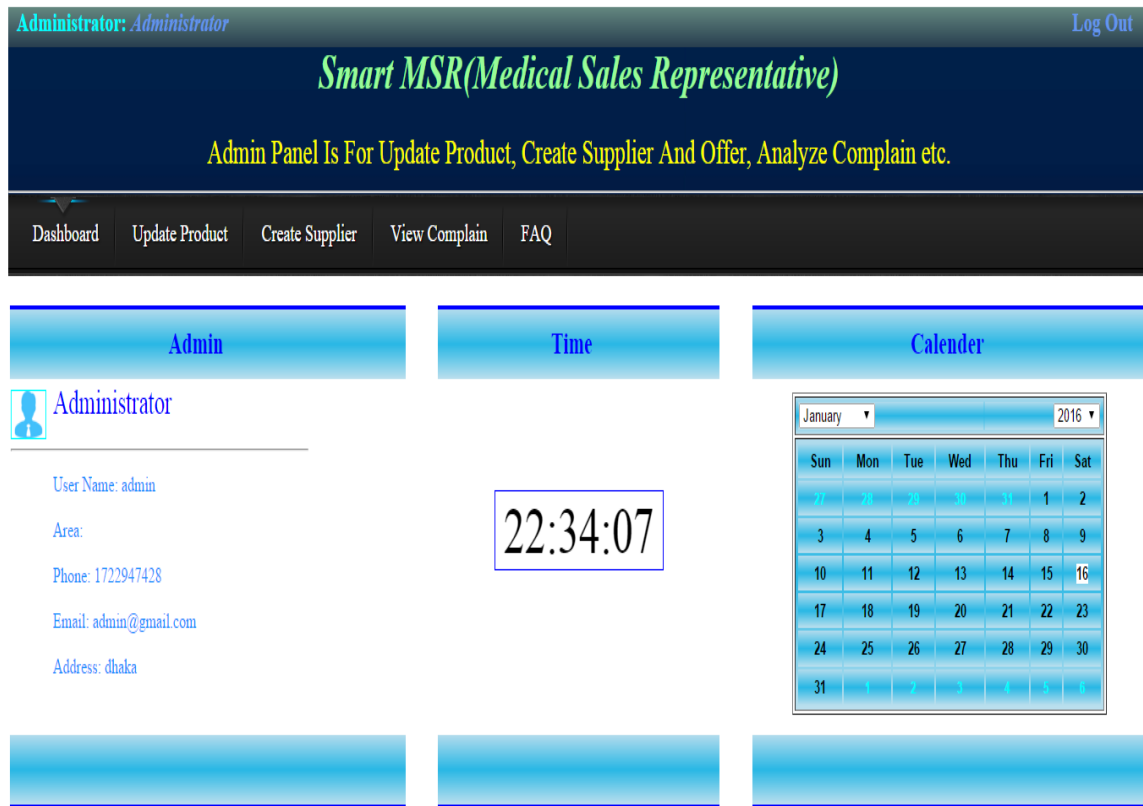 Administrator: Administrator Log Out
Smart MSR(Medical Sales Representative)
Admin Panel Is For Update Product, Create Supplier And Offer, Analyze Complain etc.
Dashboard Update Product Create Supplier View Complain FAQ
Admin
Administrator
User Name: admin
Area:
Phone: 1722947428
Email: admin@gmail.com
Address: dhaka
Time
22:34:07
Calender
January 2016
Sun Mon Tue Wed Thu Fri Sat
27 28 29 30 31 1 2
3 4 5 6 7 8 9
10 11 12 13 14 15 16
17 18 19 20 21 22 23
24 25 26 27 28 29 30
31 1 2 3 4 5 6